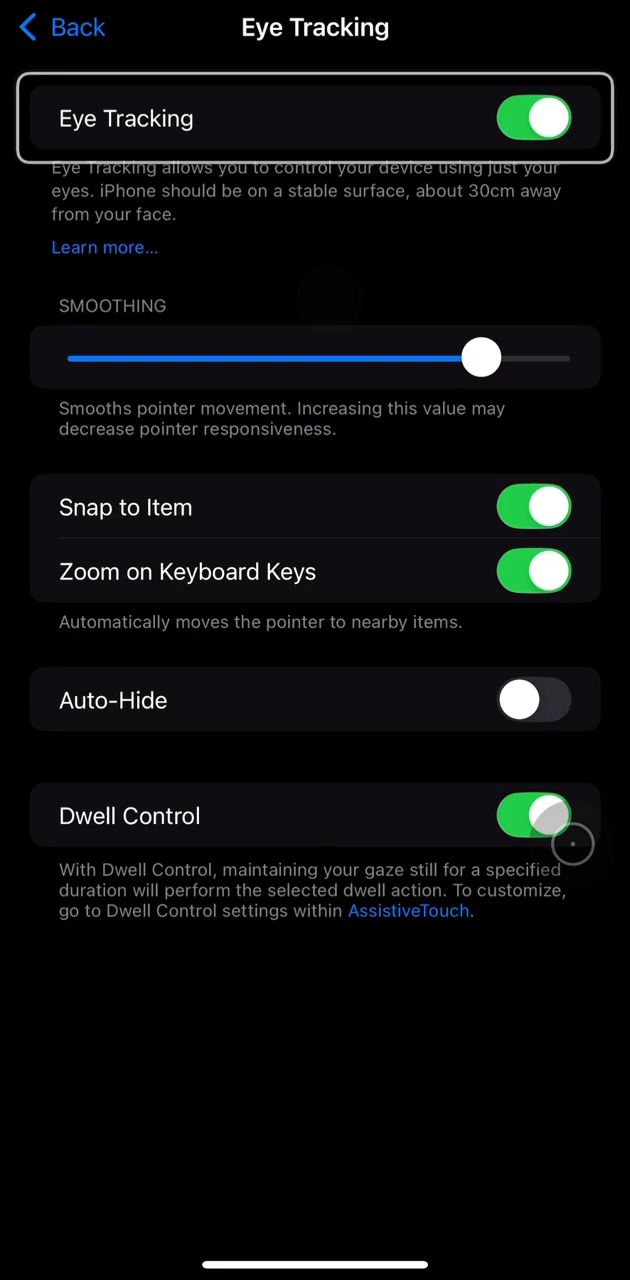 Back
Eye Tracking
Eye Tracking
Eye Tracking allows you to control your device using just your
eyes. iPhone should be on a stable surface, about 30cm away
from your face.
Learn more...
SMOOTHING
Smooths pointer movement. Increasing this value may
decrease pointer responsiveness.
Snap to Item
Zoom on Keyboard Keys
Automatically moves the pointer to nearby items.
Auto-Hide
Dwell Control
With Dwell Control, maintaining your gaze still for a specified
duration will perform the selected dwell action. To customize,
go to Dwell Control settings within AssistiveTouch.